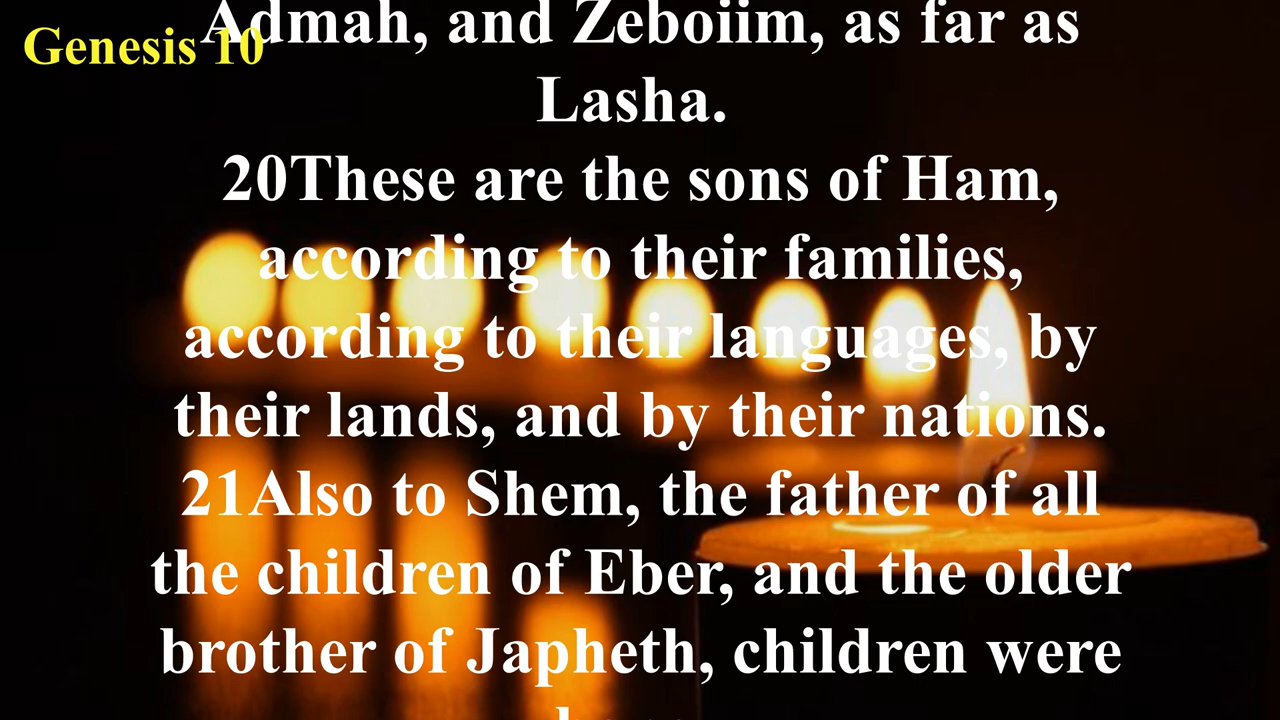 Genesis 10
Admah, and Zeboiim, as far as
Lasha.
20These are the sons of Ham,
according to their families,
according to their languages, by
their lands, and by their nations.
21Also to Shem, the father of all
the children of Eber, and the older
brother of Japheth, children were